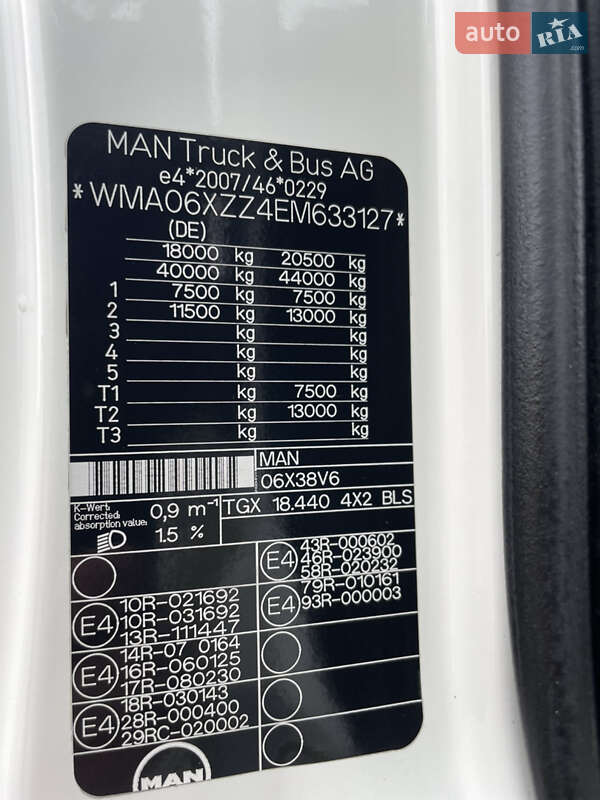 auto RIA .com
MAN Truck & Bus AG
e4*2007/46*0229
*WMA06XZZ4EM633127*
(DE)
18000 kg 20500 kg
40000 kg 44000 kg
1 7500 kg 7500 kg
2 11500 kg 13000 kg
3 kg kg
4 kg kg
5 kg kg
T1 kg 7500 kg
T2 kg 13000 kg
T3 kg kg
MAN
06X38V6
K-Wert:
Corrected
absorption value:
0,9 m⁻¹
TGX 18.440 4X2 BLS
1.5 %
E4
43R-000602
46R-023900
58R-020232
E4
79R-010161
93R-000003
E4
10R-021692
10R-031692
13R-111447
E4
14R-07 0164
16R-060125
17R-080230
E4
18R-030143
28R-000400
29RC-020002
MAN